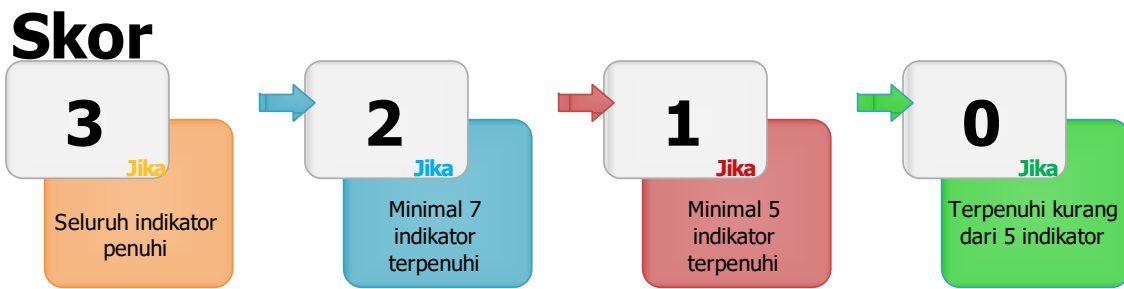 Skor
3
Jika
Seluruh indikator
penuhi
2
Jika
Minimal 7
indikator
terpenuhi
1
Jika
Minimal 5
indikator
terpenuhi
0
Jika
Terpenuhi kurang
dari 5 indikator